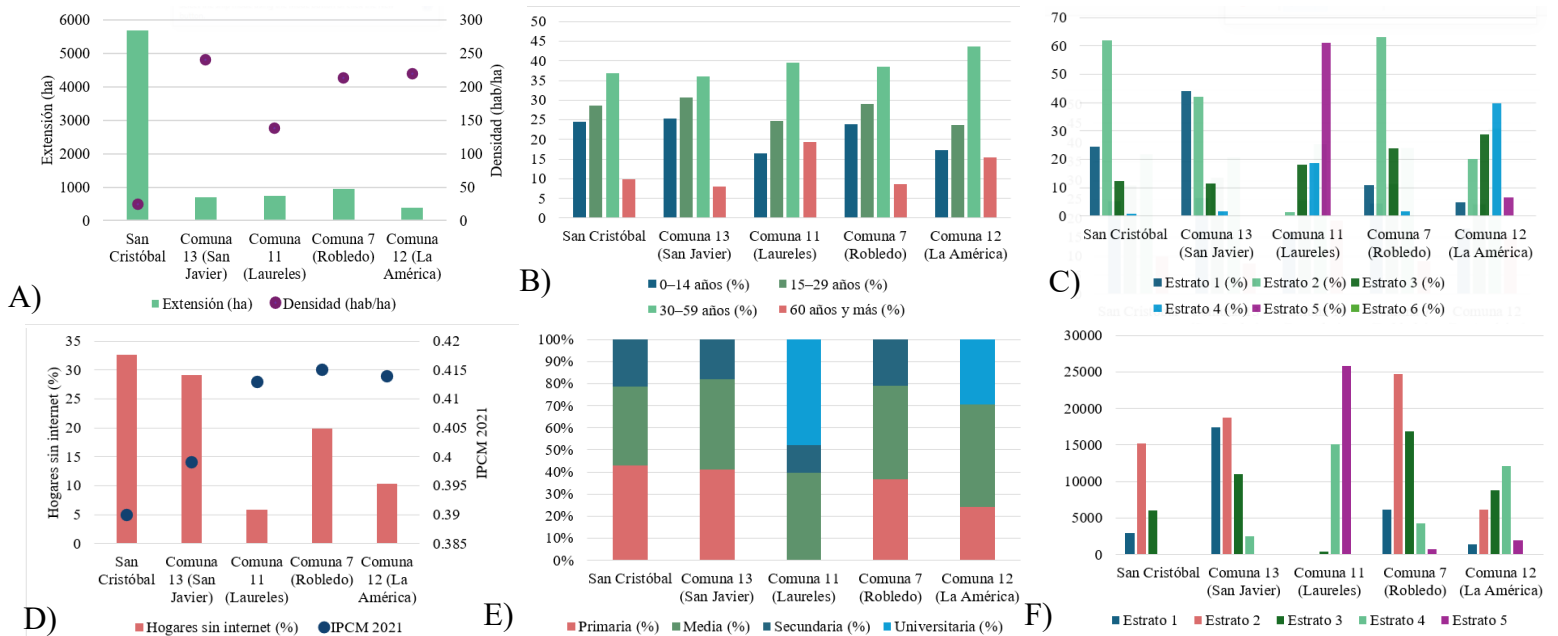 6000
5000
4000
3000
2000
1000
0
Extensión (ha)
300
250
200
150
100
50
0
Densidad (hab/ha)
San
Cristóbal
Comuna
13 (San
Javier)
Comuna
11
(Laureles)
Comuna 7
(Robledo)
Comuna
12 (La
América)
Extensión (ha)
Densidad (hab/ha)
A)
50
45
40
35
30
25
20
15
10
5
0
San Cristóbal
Comuna 13
(San Javier)
Comuna 11
(Laureles)
Comuna 7
(Robledo)
Comuna 12
(La América)
0–14 años (%)
15–29 años (%)
30–59 años (%)
60 años y más (%)
B)
70
60
50
40
30
20
10
0
San Cristóbal
Comuna 13
(San Javier)
Comuna 11
(Laureles)
Comuna 7
(Robledo)
Comuna 12
(La América)
Estrato 1 (%)
Estrato 2 (%)
Estrato 3 (%)
Estrato 4 (%)
Estrato 5 (%)
Estrato 6 (%)
C)
35
30
25
20
15
10
5
0
Hogares sin internet (%)
0.42
0.415
0.41
0.405
0.4
0.395
0.39
0.385
IPCM 2021
San
Cristóbal
Comuna
13 (San
Javier)
Comuna
11
(Laureles)
Comuna 7
(Robledo)
Comuna
12 (La
América)
Hogares sin internet (%)
IPCM 2021
D)
100%
90%
80%
70%
60%
50%
40%
30%
20%
10%
0%
San Cristóbal
Comuna 13
(San Javier)
Comuna 11
(Laureles)
Comuna 7
(Robledo)
Comuna 12
(La América)
Primaria (%)
Media (%)
Secundaria (%)
Universitaria (%)
E)
30000
25000
20000
15000
10000
5000
0
San Cristóbal
Comuna 13
(San Javier)
Comuna 11
(Laureles)
Comuna 7
(Robledo)
Comuna 12
(La América)
Estrato 1
Estrato 2
Estrato 3
Estrato 4
Estrato 5
F)